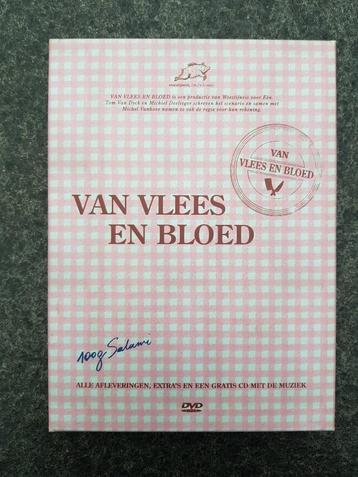 VAN VLEES EN BLOED is een productie van Woestijnvis voor Eén.
Tom Van Dyck en Michiel Devlieger schreven het scenario en samen met
Michel Vanhove namen ze ook de regie voor hun rekening.
VAN
VLEES EN BLOED
VAN VLEES
EN BLOED
100g Salami
ALLE AFLEVERINGEN, EXTRA'S EN EEN GRATIS CD MET DE MUZIEK
DVD